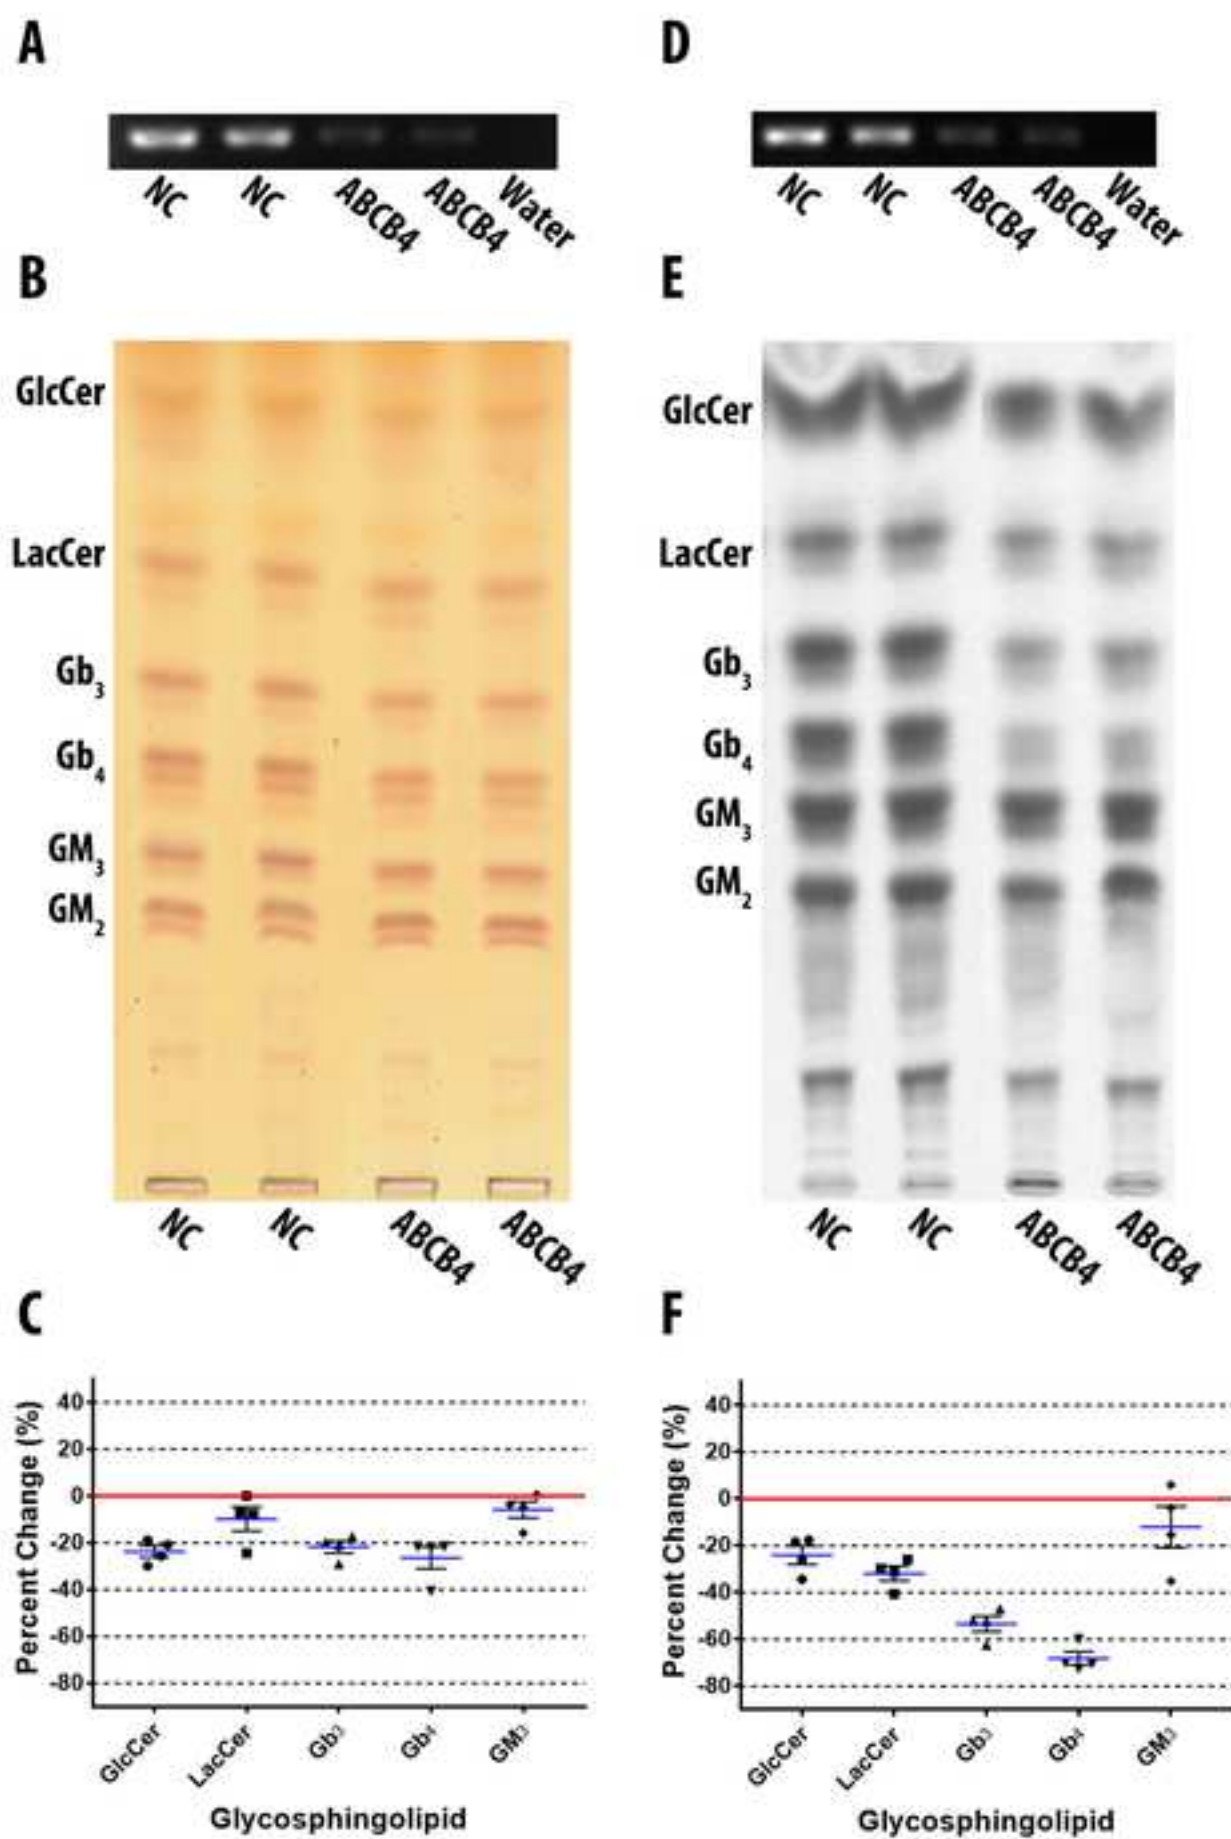 A
NC NC ABCB4 ABCB4 Water
B
GlcCer
LacCer
Gb3
Gb4
GM3
GM2
NC NC ABCB4 ABCB4
C
Percent Change (%)
40
20
0
-20
-40
-60
-80
GlcCer LacCer Gb3 Gb4 GM3
Glycosphingolipid
D
NC NC ABCB4 ABCB4 Water
E
GlcCer
LacCer
Gb3
Gb4
GM3
GM2
NC NC ABCB4 ABCB4
F
Percent Change (%)
40
20
0
-20
-40
-60
-80
GlcCer LacCer Gb3 Gb4 GM3
Glycosphingolipid